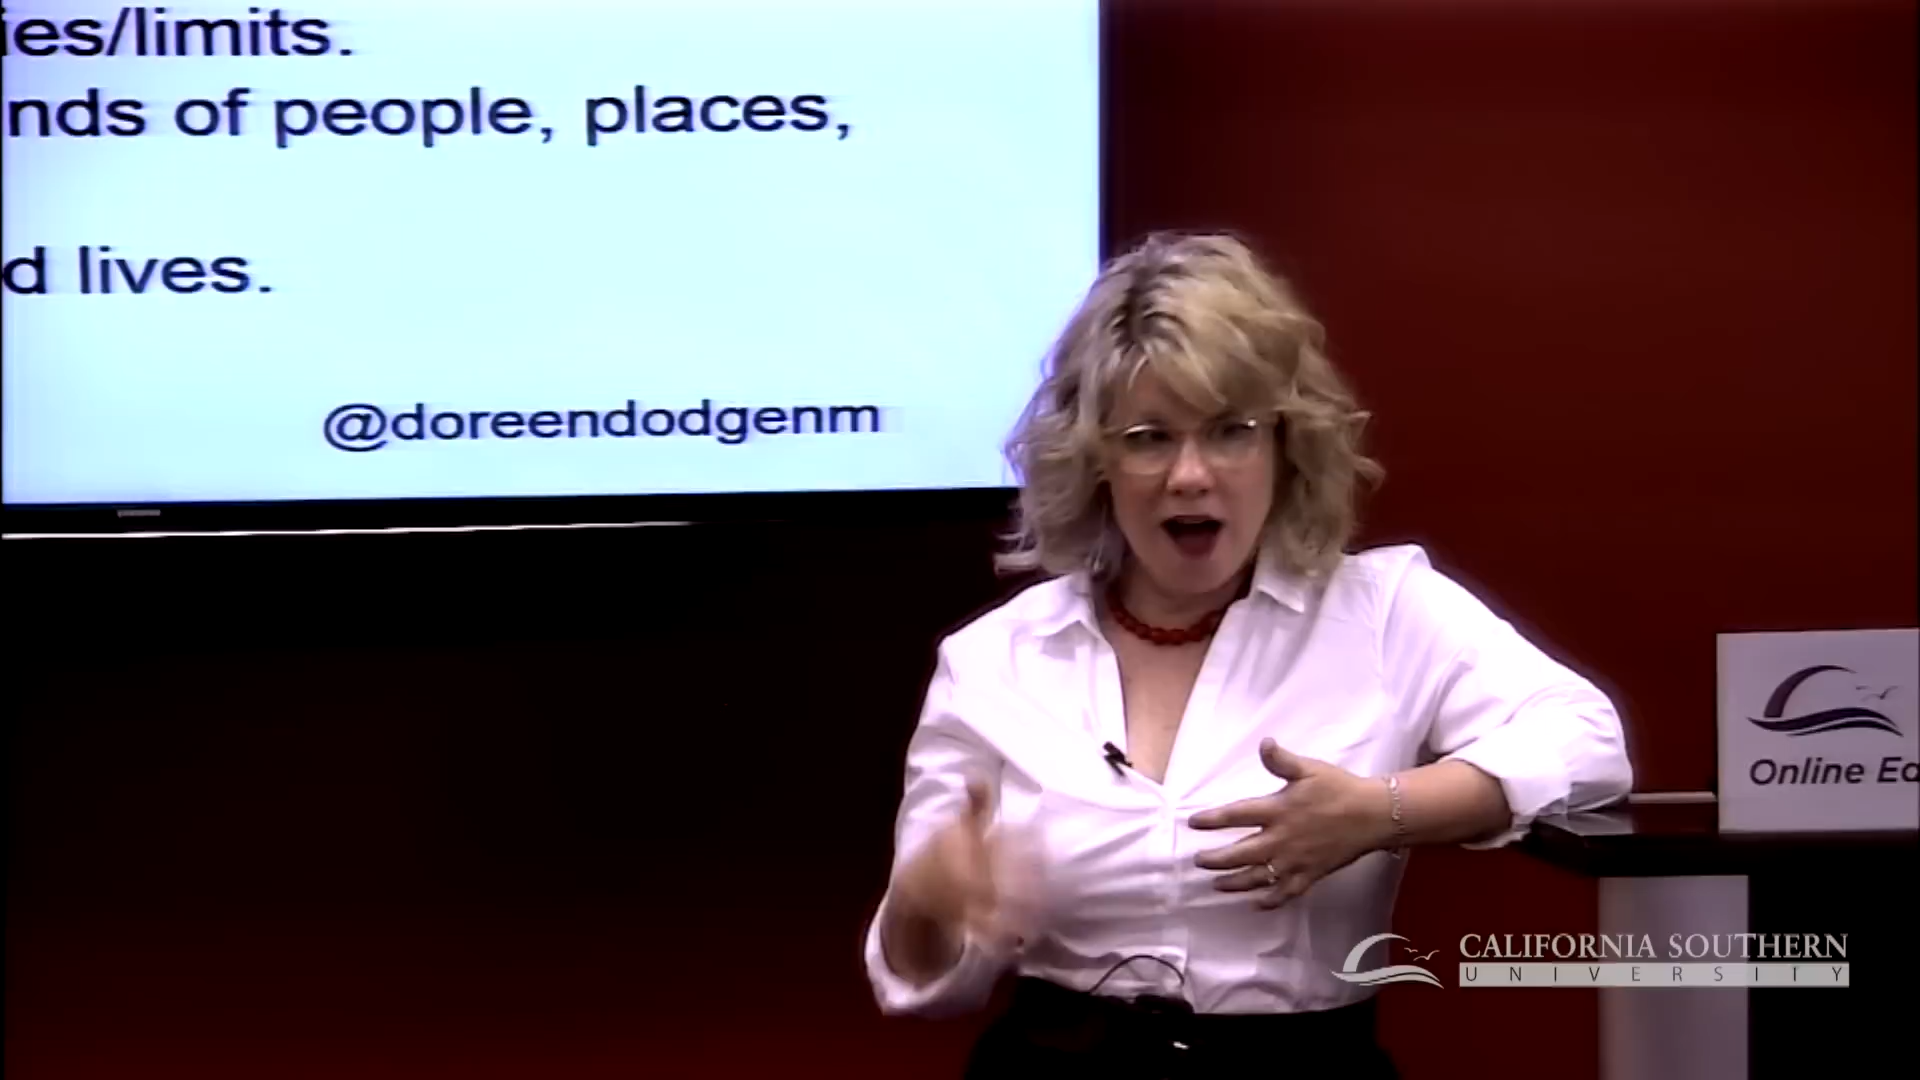 ies/limits.
nds of people, places,
d lives.
@doreendodgenm
Online Ed
CALIFORNIA SOUTHERN
UNIVERSITY